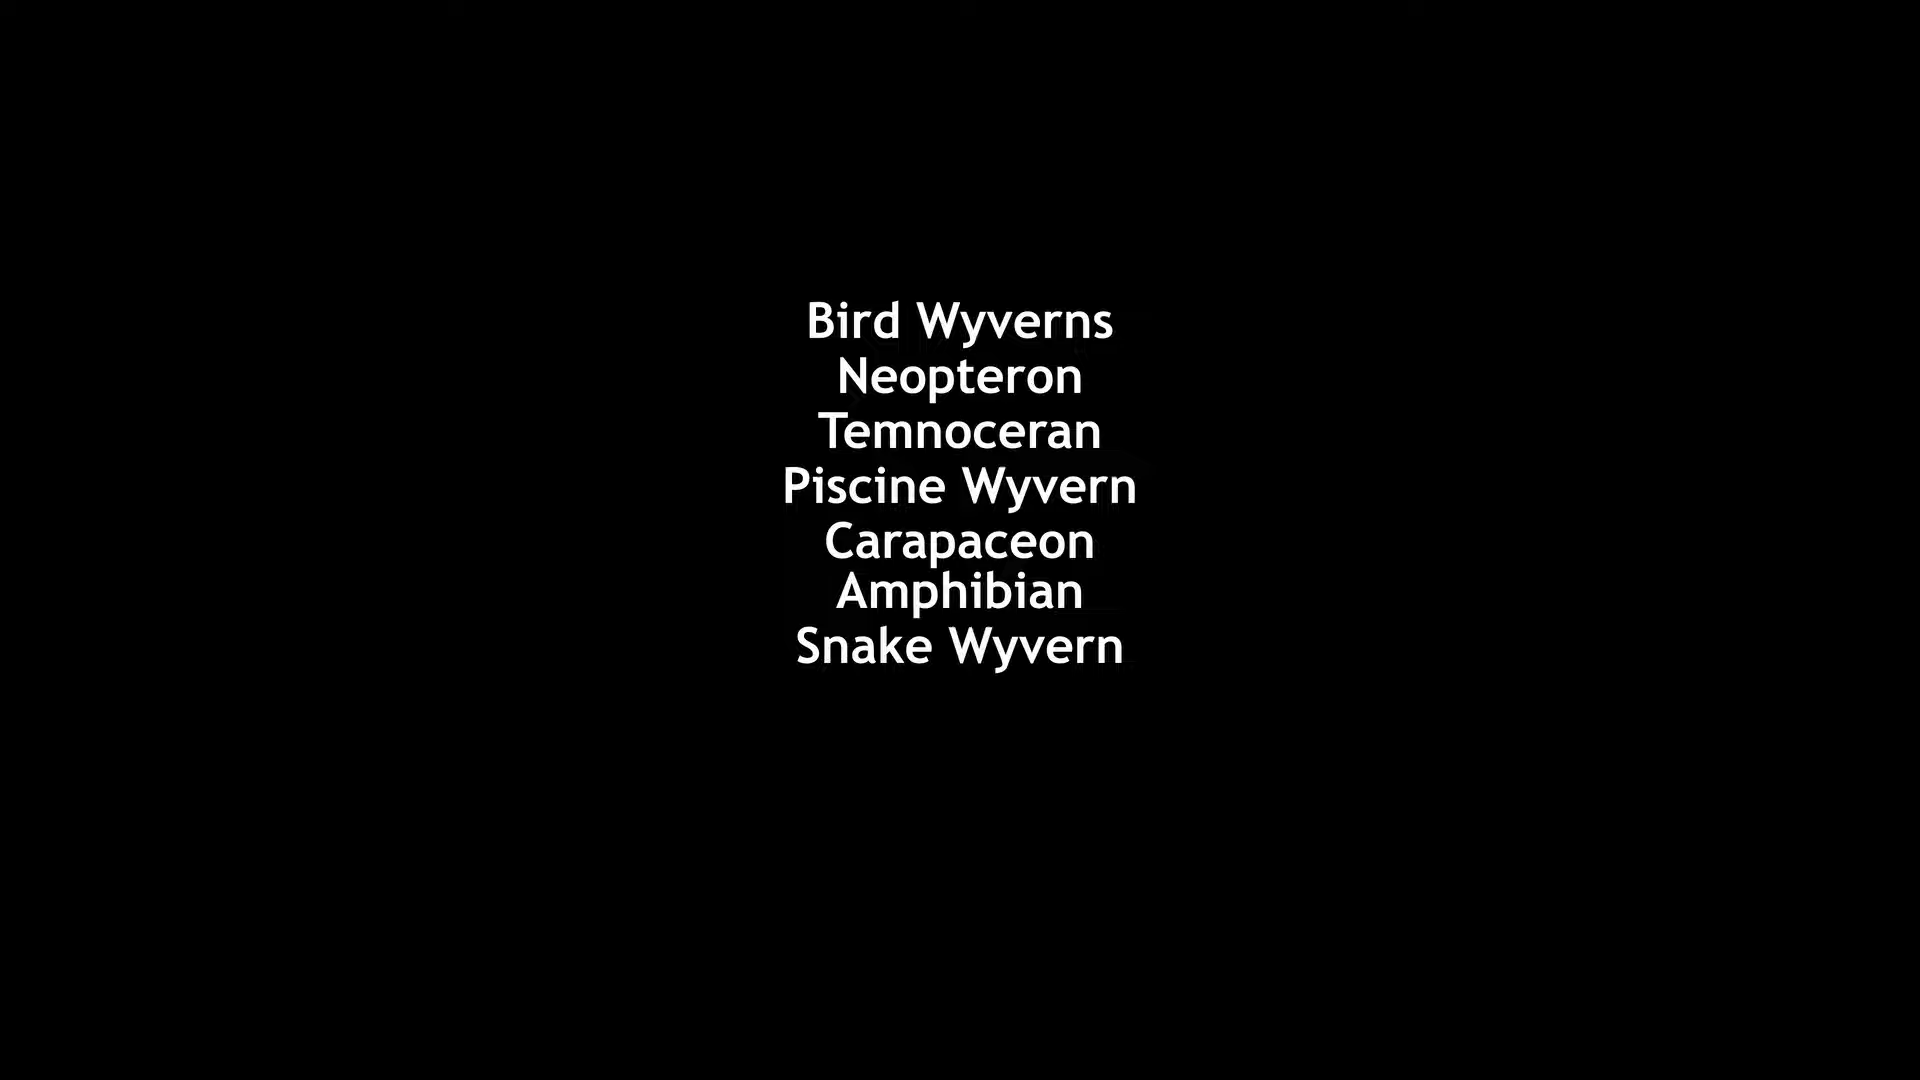 Bird Wyverns
Neopteron
Temnoceran
Piscine Wyvern
Carapaceon
Amphibian
Snake Wyvern